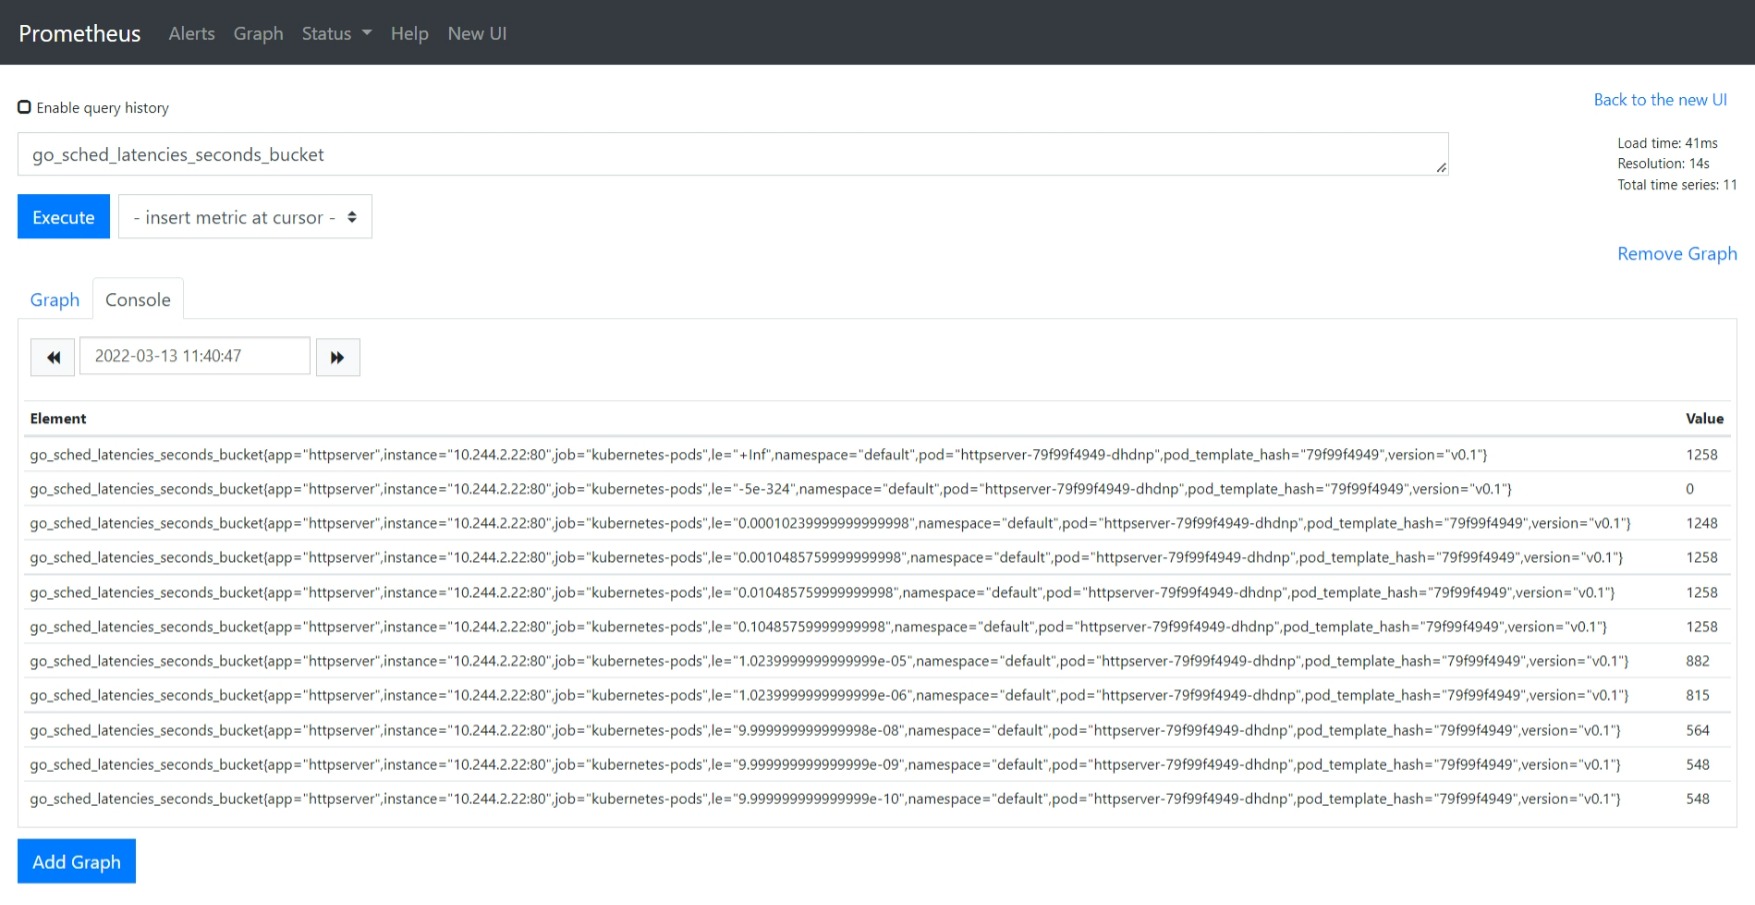 Prometheus Alerts Graph Status Help New UI
Enable query history
Back to the new UI
go_sched_latencies_seconds_bucket
Load time: 41ms
Resolution: 14s
Total time series: 11
Execute - insert metric at cursor -
Remove Graph
Graph Console
2022-03-13 11:40:47
Element Value
go_sched_latencies_seconds_bucket{app="httpserver",instance="10.244.2.22:80",job="kubernetes-pods",le="+Inf",namespace="default",pod="httpserver-79f99f4949-dhdnp",pod_template_hash="79f99f4949",version="v0.1"} 1258
go_sched_latencies_seconds_bucket{app="httpserver",instance="10.244.2.22:80",job="kubernetes-pods",le="-5e-324",namespace="default",pod="httpserver-79f99f4949-dhdnp",pod_template_hash="79f99f4949",version="v0.1"} 0
go_sched_latencies_seconds_bucket{app="httpserver",instance="10.244.2.22:80",job="kubernetes-pods",le="0.00010239999999999998",namespace="default",pod="httpserver-79f99f4949-dhdnp",pod_template_hash="79f99f4949",version="v0.1"} 1248
go_sched_latencies_seconds_bucket{app="httpserver",instance="10.244.2.22:80",job="kubernetes-pods",le="0.0010485759999999998",namespace="default",pod="httpserver-79f99f4949-dhdnp",pod_template_hash="79f99f4949",version="v0.1"} 1258
go_sched_latencies_seconds_bucket{app="httpserver",instance="10.244.2.22:80",job="kubernetes-pods",le="0.010485759999999998",namespace="default",pod="httpserver-79f99f4949-dhdnp",pod_template_hash="79f99f4949",version="v0.1"} 1258
go_sched_latencies_seconds_bucket{app="httpserver",instance="10.244.2.22:80",job="kubernetes-pods",le="0.10485759999999998",namespace="default",pod="httpserver-79f99f4949-dhdnp",pod_template_hash="79f99f4949",version="v0.1"} 1258
go_sched_latencies_seconds_bucket{app="httpserver",instance="10.244.2.22:80",job="kubernetes-pods",le="1.0239999999999999e-05",namespace="default",pod="httpserver-79f99f4949-dhdnp",pod_template_hash="79f99f4949",version="v0.1"} 882
go_sched_latencies_seconds_bucket{app="httpserver",instance="10.244.2.22:80",job="kubernetes-pods",le="1.0239999999999999e-06",namespace="default",pod="httpserver-79f99f4949-dhdnp",pod_template_hash="79f99f4949",version="v0.1"} 815
go_sched_latencies_seconds_bucket{app="httpserver",instance="10.244.2.22:80",job="kubernetes-pods",le="9.999999999999998e-08",namespace="default",pod="httpserver-79f99f4949-dhdnp",pod_template_hash="79f99f4949",version="v0.1"} 564
go_sched_latencies_seconds_bucket{app="httpserver",instance="10.244.2.22:80",job="kubernetes-pods",le="9.999999999999999e-09",namespace="default",pod="httpserver-79f99f4949-dhdnp",pod_template_hash="79f99f4949",version="v0.1"} 548
go_sched_latencies_seconds_bucket{app="httpserver",instance="10.244.2.22:80",job="kubernetes-pods",le="9.999999999999999e-10",namespace="default",pod="httpserver-79f99f4949-dhdnp",pod_template_hash="79f99f4949",version="v0.1"} 548
Add Graph